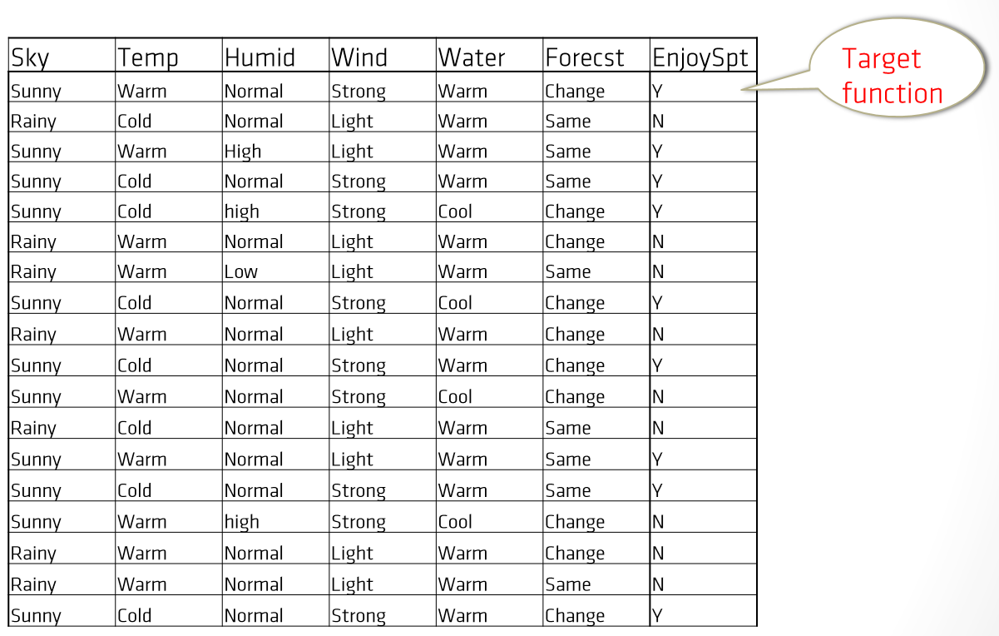 Sky Temp Humid Wind Water Forecst EnjoySpt
Sunny Warm Normal Strong Warm Change Y
Rainy Cold Normal Light Warm Same N
Sunny Warm High Light Warm Same Y
Sunny Cold Normal Strong Warm Same Y
Sunny Cold high Strong Cool Change Y
Rainy Warm Normal Light Warm Change N
Rainy Warm Low Light Warm Same N
Sunny Cold Normal Strong Cool Change Y
Rainy Warm Normal Light Warm Change N
Sunny Cold Normal Strong Warm Change Y
Sunny Warm Normal Strong Cool Change N
Rainy Cold Normal Light Warm Same N
Sunny Warm Normal Light Warm Same Y
Sunny Cold Normal Strong Warm Same Y
Sunny Warm high Strong Cool Change N
Rainy Warm Normal Light Warm Change N
Rainy Warm Normal Light Warm Same N
Sunny Cold Normal Strong Warm Change Y
Target
function